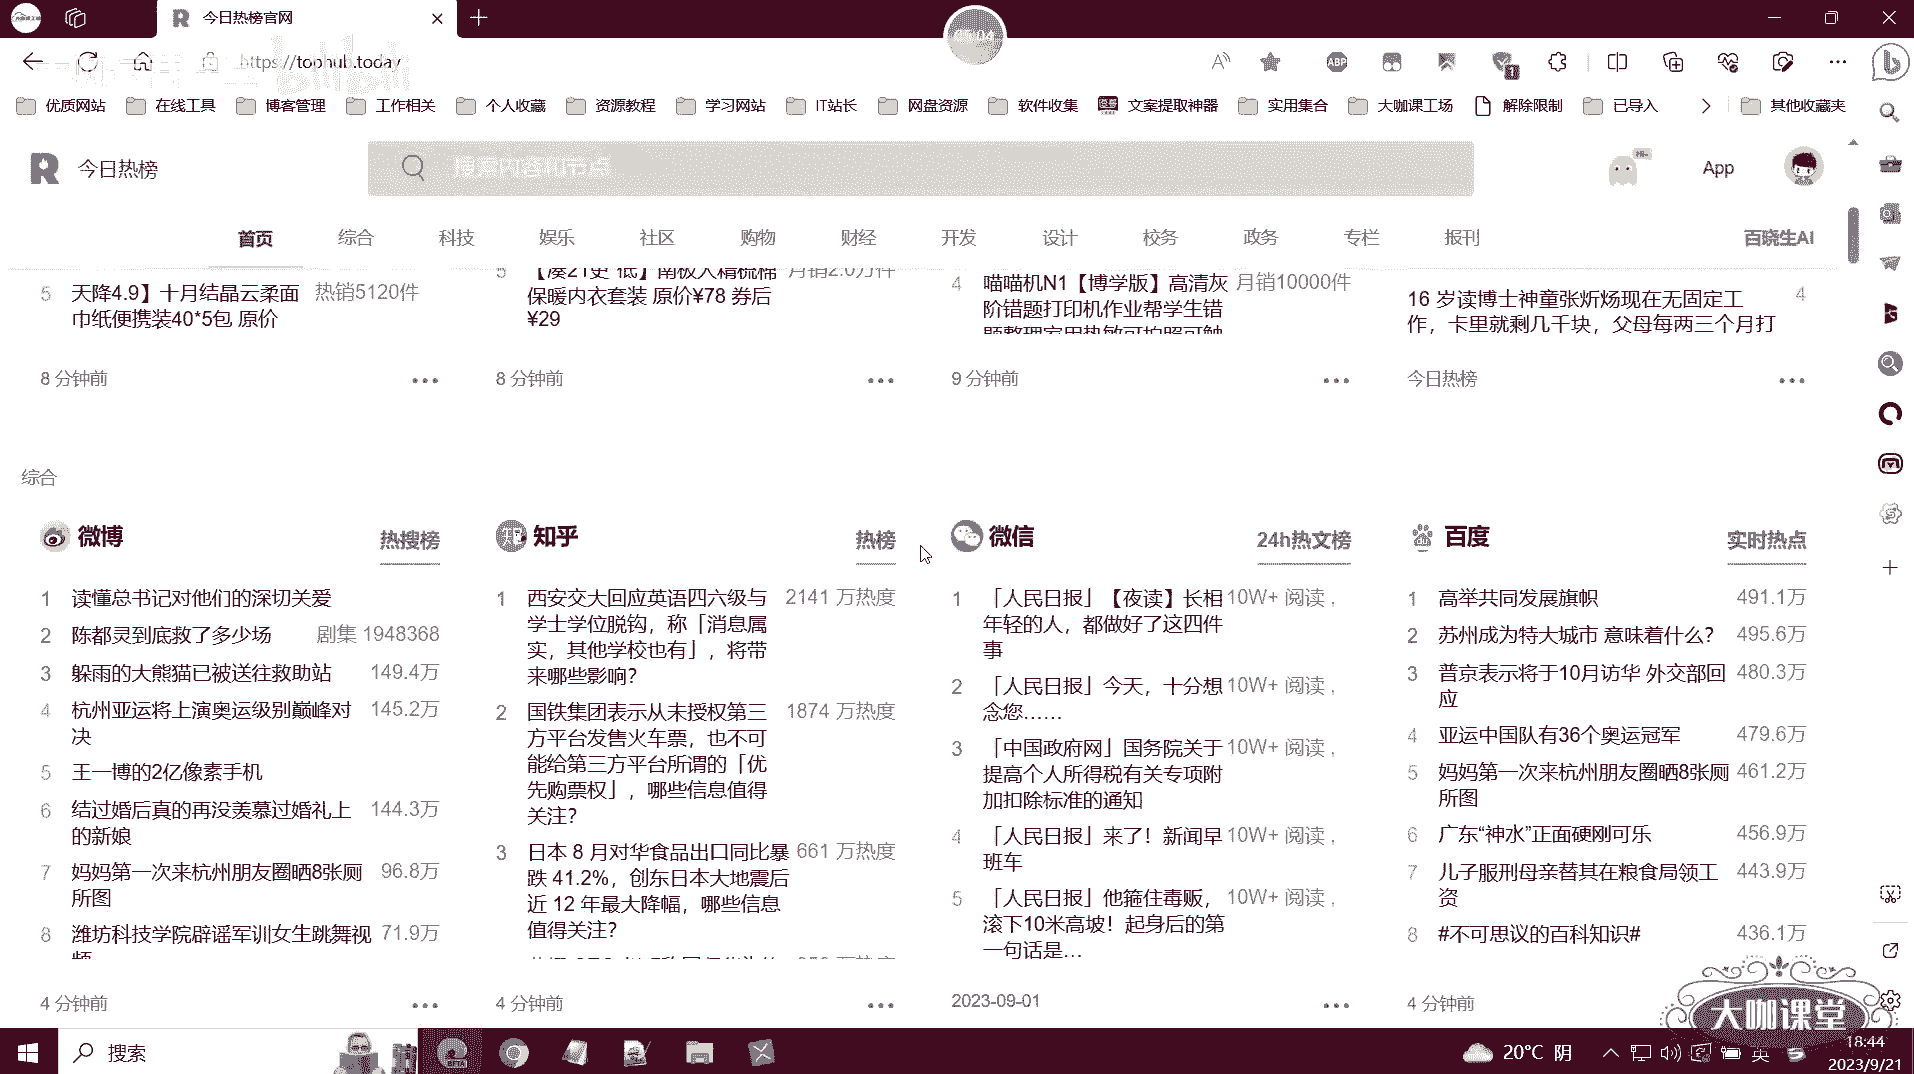 今日热榜官网
https://tophub.today
优质网站 在线工具 博客管理 工作相关 个人收藏 资源教程 学习网站 IT站长 网盘资源 软件收集 文案提取神器 实用集合 大咖课工场 解除限制 已导入 其他收藏夹
今日热榜
搜索内容和节点
App
首页 综合 科技 娱乐 社区 购物 财经 开发 设计 校务 政务 专栏 报刊 百晓生AI
5 天降4.9】十月结晶云柔面 热销5120件
巾纸便携装40*5包 原价
8 分钟前
保暖内衣套装 原价¥78 券后
¥29
8 分钟前
4 喵喵机N1【博学版】高清灰 月销10000件
阶错题打印机作业帮学生错
9 分钟前
16 岁读博士神童张炘炀现在无固定工 4
作，卡里就剩几千块，父母每两三个月打
今日热榜
综合
微博 热搜榜
1 读懂总书记对他们的深切关爱
2 陈都灵到底救了多少场 剧集 1948368
3 躲雨的大熊猫已被送往救助站 149.4万
4 杭州亚运将上演奥运级别巅峰对 145.2万
决
5 王一博的2亿像素手机
6 结过婚后真的再没羡慕过婚礼上 144.3万
的新娘
7 妈妈第一次来杭州朋友圈晒8张厕 96.8万
所图
8 潍坊科技学院辟谣军训女生跳舞视 71.9万
4 分钟前
知乎 热榜
1 西安交大回应英语四六级与 2141 万热度
学士学位脱钩，称「消息属
实，其他学校也有」，将带
来哪些影响？
2 国铁集团表示从未授权第三 1874 万热度
方平台发售火车票，也不可
能给第三方平台所谓的「优
先购票权」，哪些信息值得
关注？
3 日本 8 月对华食品出口同比暴 661 万热度
跌 41.2%，创东日本大地震后
近 12 年最大降幅，哪些信息
值得关注？
4 分钟前
微信 24h热文榜
1 「人民日报」【夜读】长相 10W+ 阅读，
年轻的人，都做好了这四件
事
2 「人民日报」今天，十分想 10W+ 阅读，
念您……
3 「中国政府网」国务院关于 10W+ 阅读，
提高个人所得税有关专项附
加扣除标准的通知
4 「人民日报」来了！新闻早 10W+ 阅读，
班车
5 「人民日报」他箍住毒贩， 10W+ 阅读，
滚下10米高坡！起身后的第
一句话是…
2023-09-01
百度 实时热点
1 高举共同发展旗帜 491.1万
2 苏州成为特大城市 意味着什么？ 495.6万
3 普京表示将于10月访华 外交部回 480.3万
应
4 亚运中国队有36个奥运冠军 479.6万
5 妈妈第一次来杭州朋友圈晒8张厕 461.2万
所图
6 广东“神水”正面硬刚可乐 456.9万
7 儿子服刑母亲替其在粮食局领工 443.9万
资
8 #不可思议的百科知识# 436.1万
4 分钟前
大咖课堂
搜索
20°C 阴
英
18:44
2023/9/21